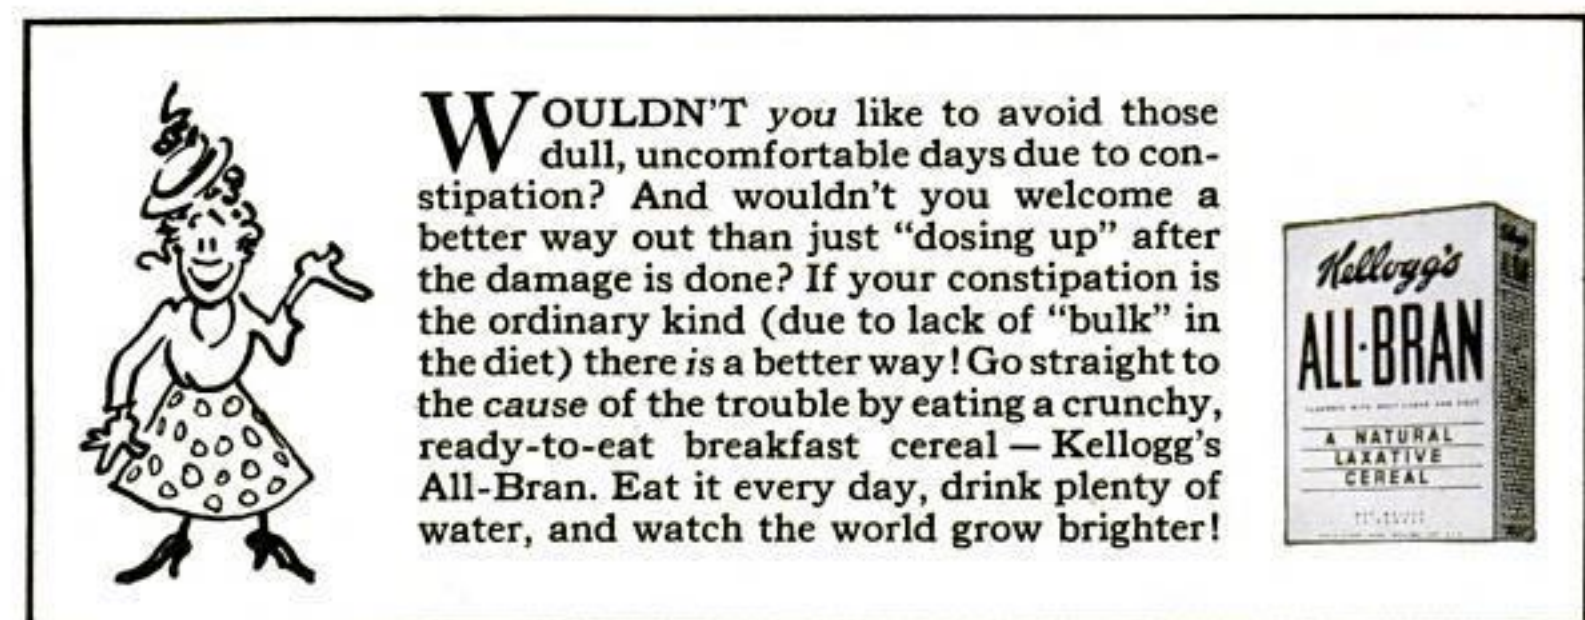 WOULDN'T you like to avoid those
dull, uncomfortable days due to con-
stipation? And wouldn't you welcome a
better way out than just “dosing up” after
the damage is done? If your constipation is
the ordinary kind (due to lack of “bulk” in
the diet) there is a better way! Go straight to
the cause of the trouble by eating a crunchy,
ready-to-eat breakfast cereal — Kellogg's
All-Bran. Eat it every day, drink plenty of
water, and watch the world grow brighter!
Kellogg's
ALL-BRAN
A NATURAL
LAXATIVE
CEREAL